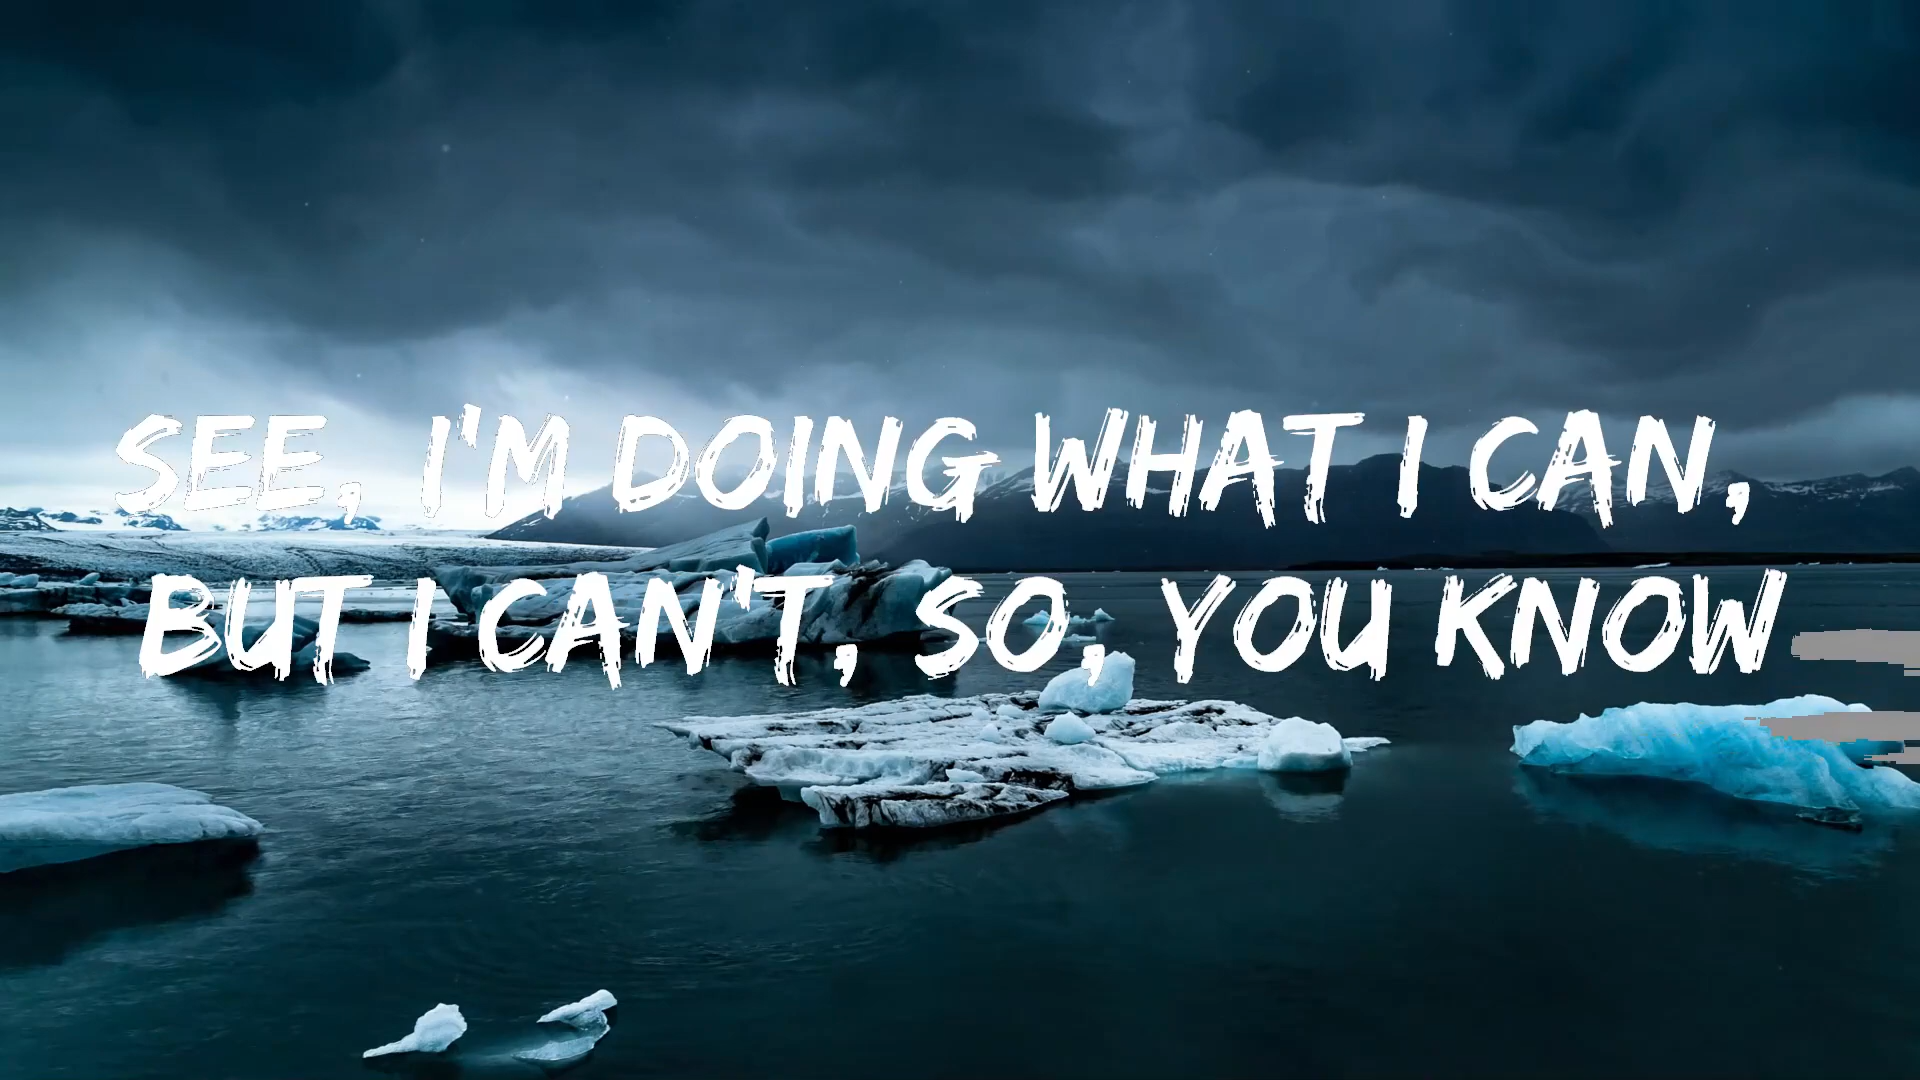 SEE, I'M DOING WHAT I CAN,
BUT I CAN'T, SO, YOU KNOW